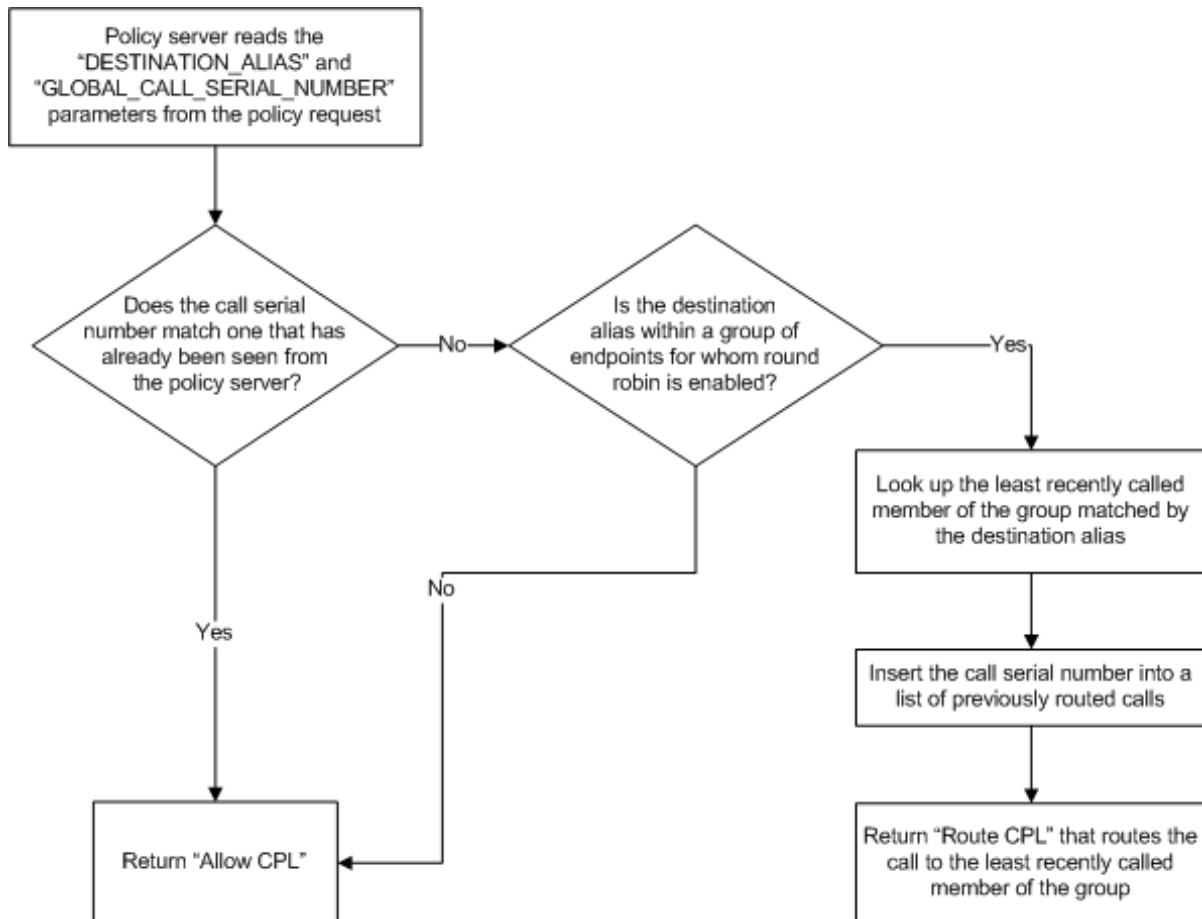 Policy server reads the
“DESTINATION_ALIAS” and
“GLOBAL_CALL_SERIAL_NUMBER”
parameters from the policy request
Does the call serial
number match one that has
already been seen from
the policy server?
No
Is the destination
alias within a group of
endpoints for whom round
robin is enabled?
Yes
Look up the least recently called
member of the group matched by
the destination alias
No
Yes
Insert the call serial number into a
list of previously routed calls
Return “Allow CPL”
Return “Route CPL” that routes the
call to the least recently called
member of the group